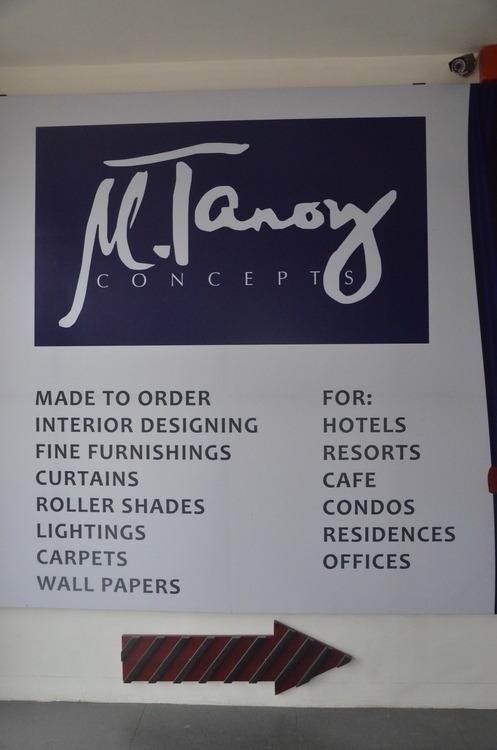 M. Tanoy
CONCEPTS
MADE TO ORDER
INTERIOR DESIGNING
FINE FURNISHINGS
CURTAINS
ROLLER SHADES
LIGHTINGS
CARPETS
WALL PAPERS
FOR:
HOTELS
RESORTS
CAFE
CONDOS
RESIDENCES
OFFICES